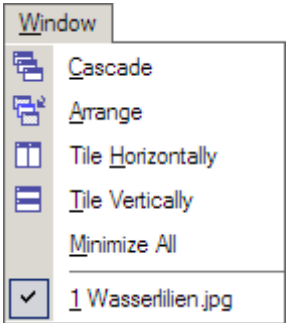 Window
Cascade
Arrange
Tile Horizontally
Tile Vertically
Minimize All
1 Wasserlilien.jpg